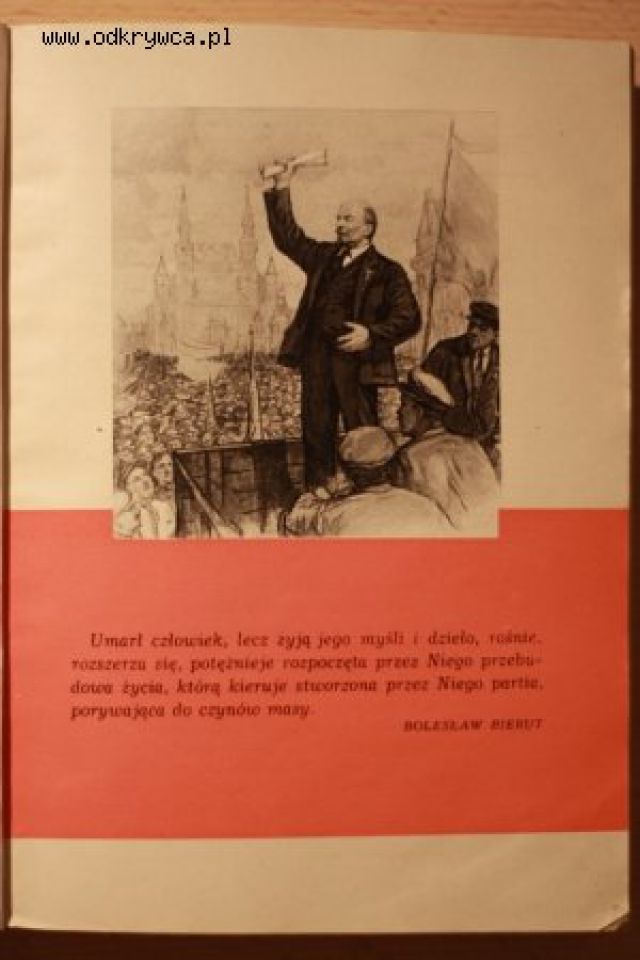 www.odkrywca.pl
Umarł człowiek, lecz żyją jego myśli i dzieło, rośnie,
rozszerza się, potężnieje rozpoczęta przez Niego przebu-
dowa życia, którą kieruje stworzona przez Niego partia,
porywająca do czynów masy.
BOLESŁAW BIERUT